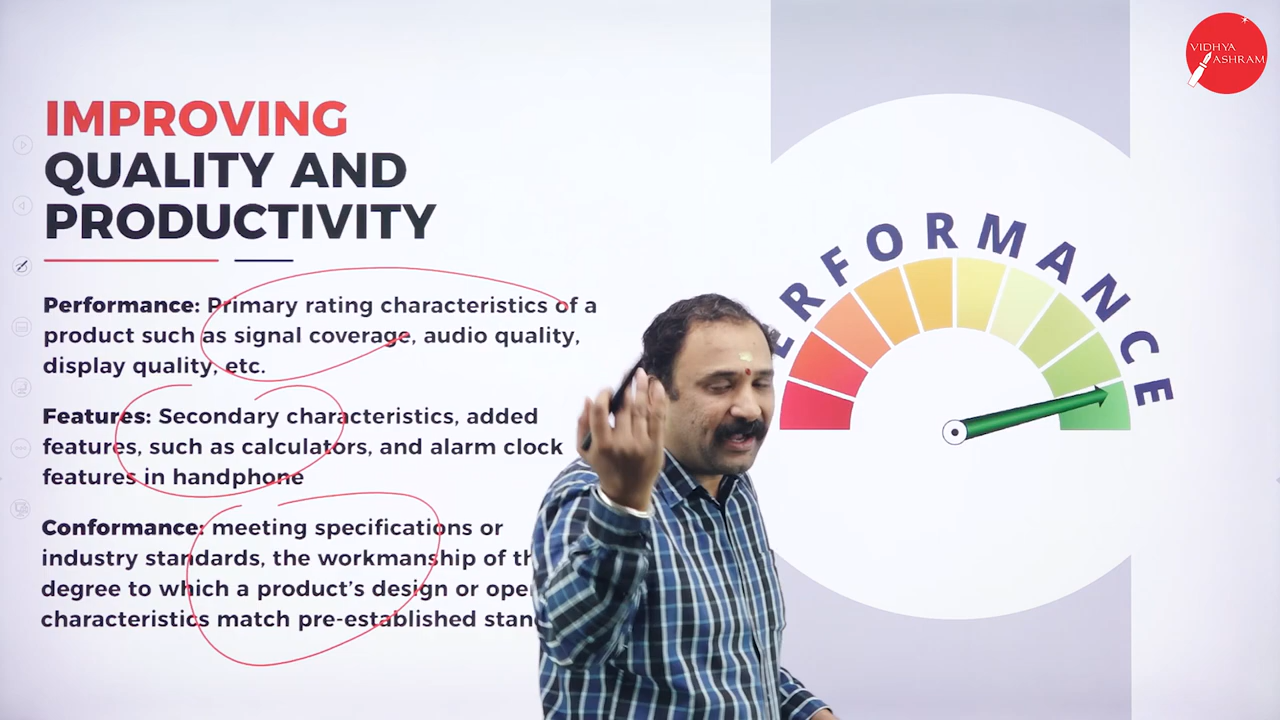 VIDHYA
ASHRAM
IMPROVING
QUALITY AND
PRODUCTIVITY
Performance: Primary rating characteristics of a
product such as signal coverage, audio quality,
display quality, etc.
Features: Secondary characteristics, added
features, such as calculators, and alarm clock
features in handphone
Conformance: meeting specifications or
industry standards, the workmanship of
degree to which a product's design or
characteristics match pre-established
PERFORMANCE